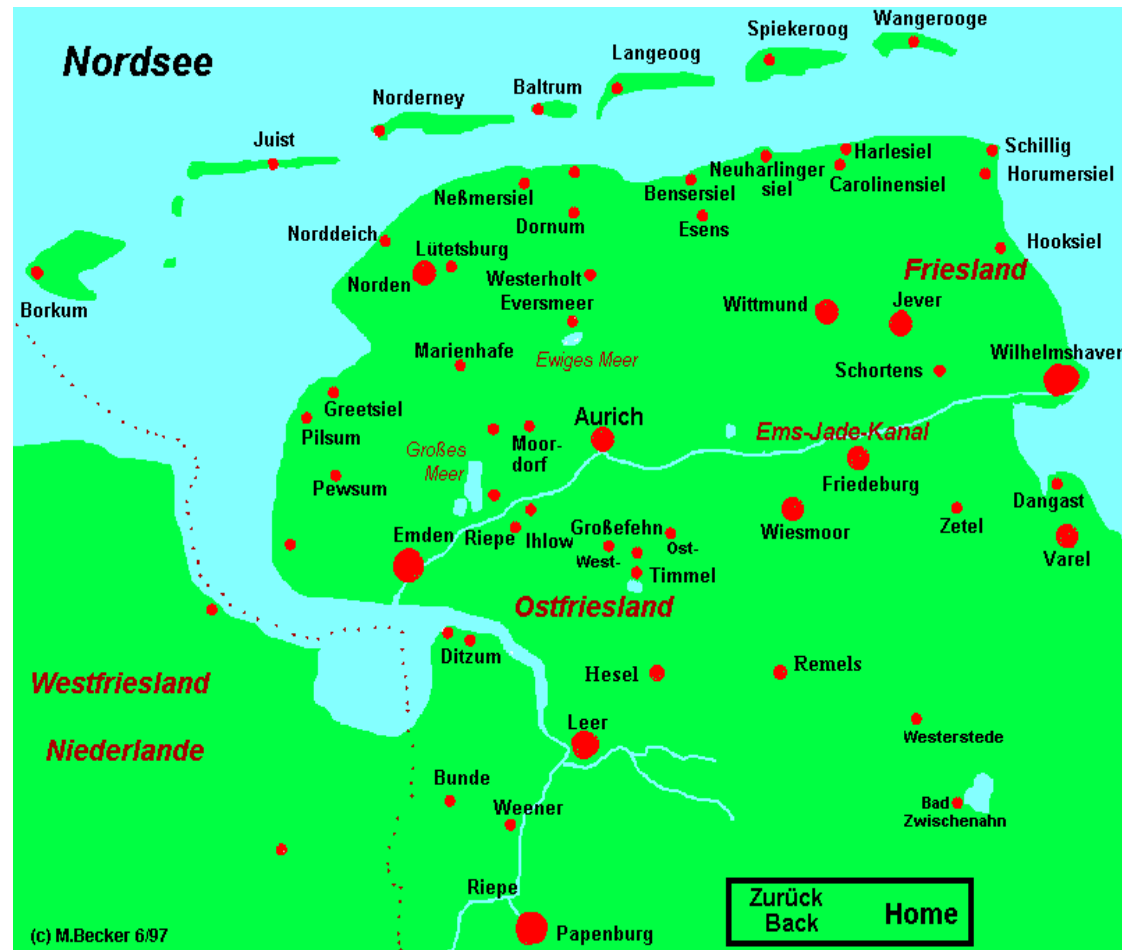 Wangerooge
Spiekeroog
Nordsee
Langeoog
Baltrum
Norderney
Juist
Harlesiel
Schillig
Neuharlinger
siel
Carolinensiel
Horumersiel
Neßmersiel
Bensersiel
Dornum
Esens
Norddeich
Lütetsburg
Hooksiel
Norden
Westerholt
Friesland
Borkum
Eversmeer
Wittmund
Jever
Marienhafe
Ewiges Meer
Wilhelmshaven
Schortens
Greetsiel
Aurich
Pilsum
Moor-
dorf
Ems-Jade-Kanal
Großes
Meer
Pewsum
Friedeburg
Dangast
Emden
Riepe
Ihlow
Großefehn
West-
Ost-
Wiesmoor
Zetel
Varel
Timmel
Ostfriesland
Ditzum
Hesel
Remels
Westfriesland
Leer
Westerstede
Niederlande
Bunde
Weener
Bad
Zwischenahn
Riepe
Zurück
Back
Home
(c) M.Becker 6/97
Papenburg